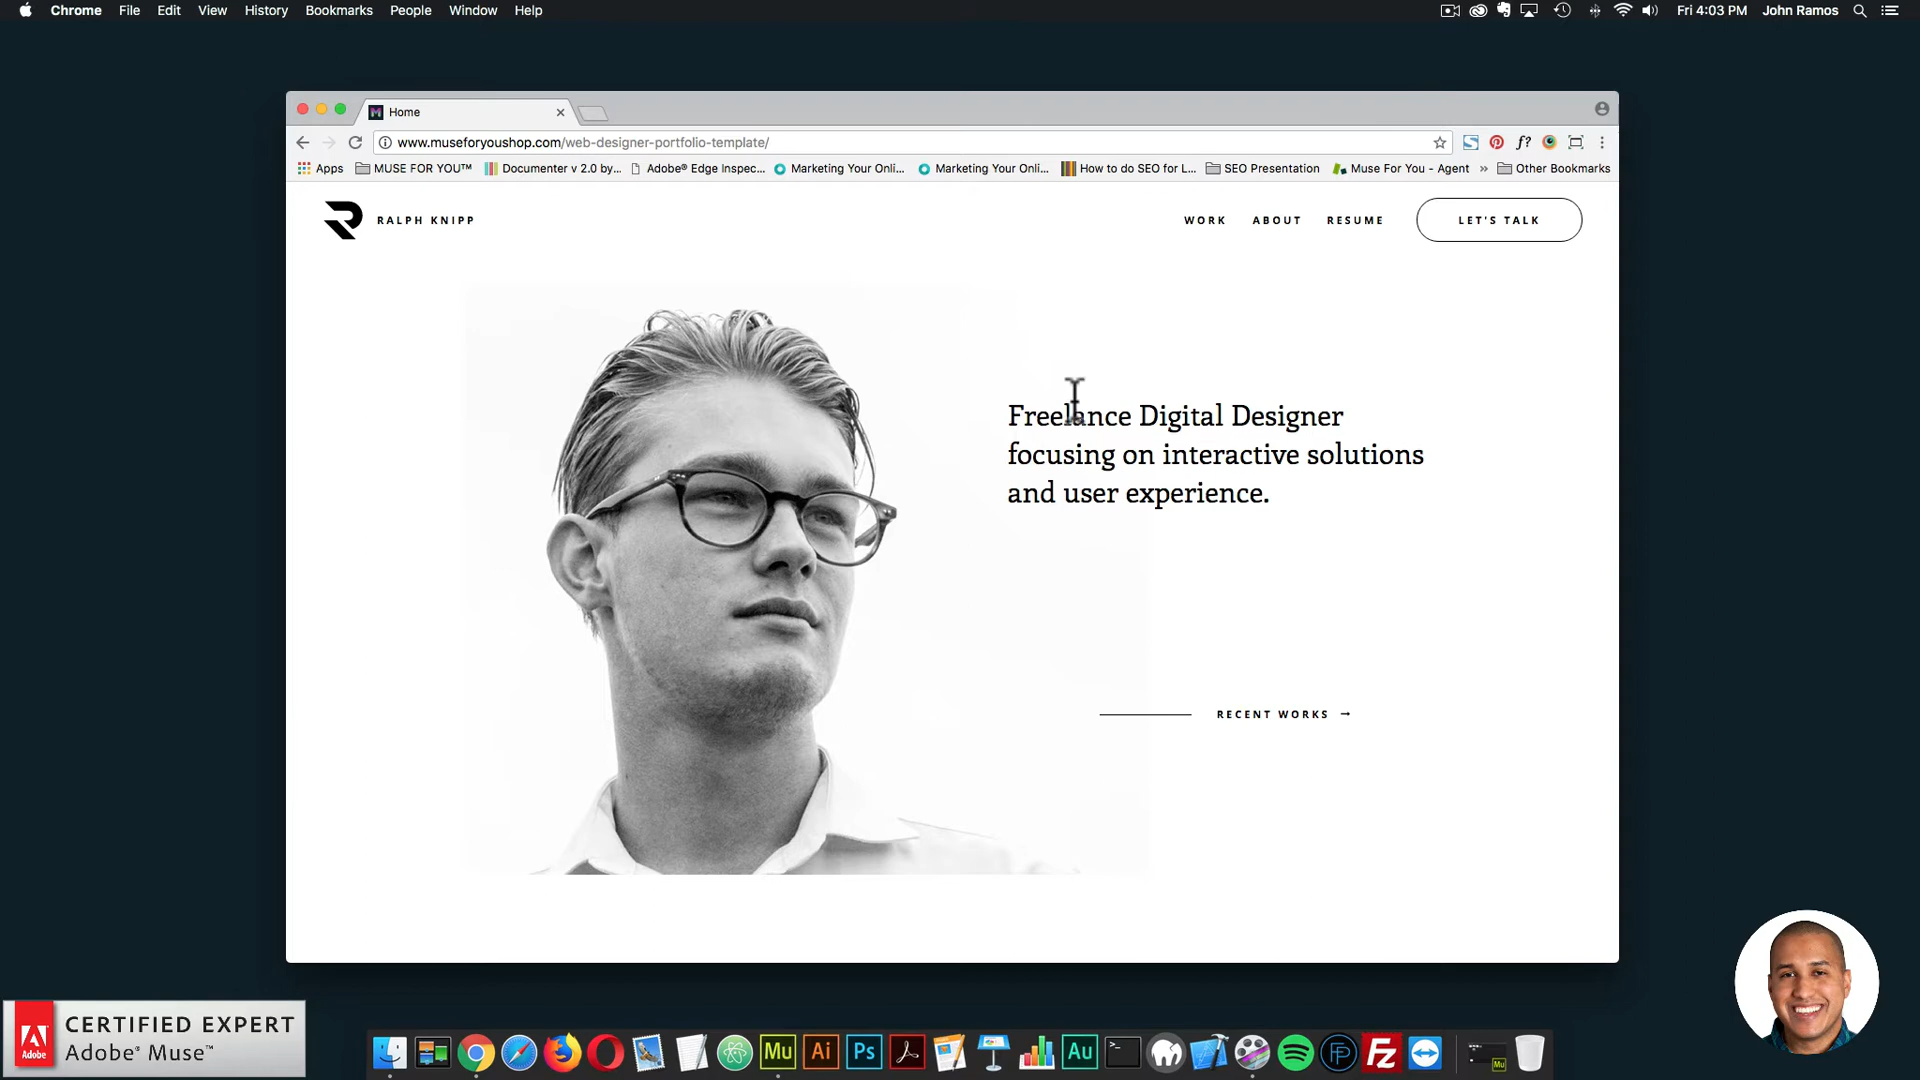 Chrome File Edit View History Bookmarks People Window Help
Fri 4:03 PM John Ramos
Home
www.museforyoushop.com/web-designer-portfolio-template/
f?
Apps MUSE FOR YOU™ Documenter v 2.0 by... Adobe® Edge Inspec... Marketing Your Onli... Marketing Your Onli... How to do SEO for L... SEO Presentation Muse For You - Agent » Other Bookmarks
RALPH KNIPP
WORK ABOUT RESUME LET'S TALK
Freelance Digital Designer
focusing on interactive solutions
and user experience.
RECENT WORKS →
Adobe
CERTIFIED EXPERT
Adobe® Muse™
Mu Ai Ps Au >_ FP Fz Mu